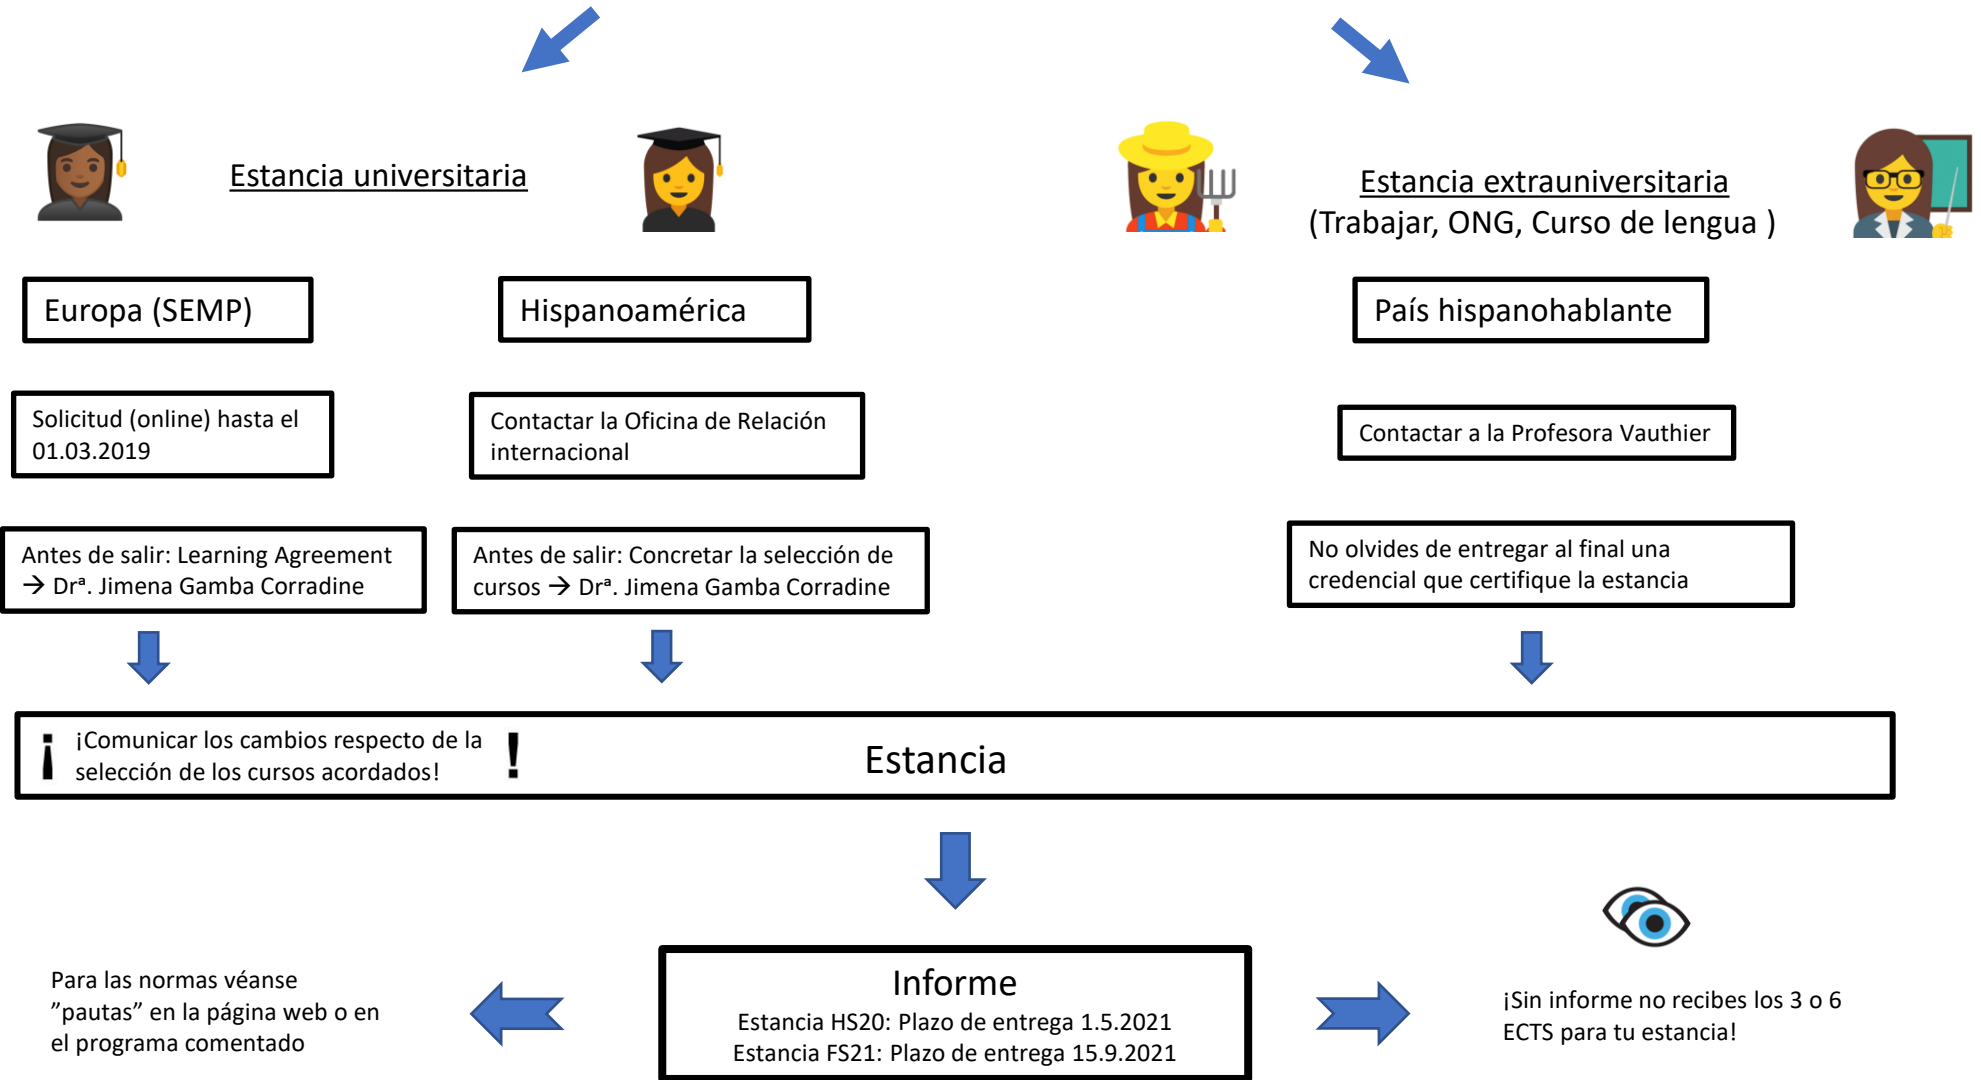 Estancia universitaria
Estancia extrauniversitaria
(Trabajar, ONG, Curso de lengua )
Europa (SEMP)
Hispanoamérica
País hispanohablante
Solicitud (online) hasta el
01.03.2019
Contactar la Oficina de Relación
internacional
Contactar a la Profesora Vauthier
Antes de salir: Learning Agreement
→ Drª. Jimena Gamba Corradine
Antes de salir: Concretar la selección de
cursos → Drª. Jimena Gamba Corradine
No olvides de entregar al final una
credencial que certifique la estancia
¡ ¡Comunicar los cambios respecto de la
selección de los cursos acordados! !
Estancia
Informe
Estancia HS20: Plazo de entrega 1.5.2021
Estancia FS21: Plazo de entrega 15.9.2021
Para las normas véanse
”pautas” en la página web o en
el programa comentado
¡Sin informe no recibes los 3 o 6
ECTS para tu estancia!